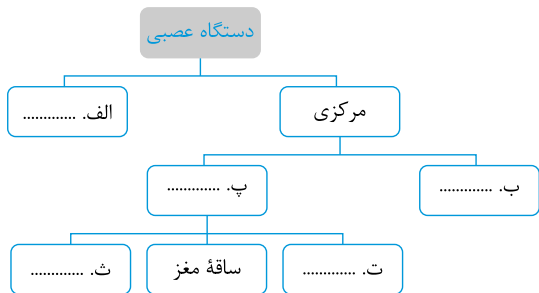 دستگاه عصبی
مرکزی
الف. .............
ب. .............
پ. .............
ت. .............
ساقهٔ مغز
ث. .............